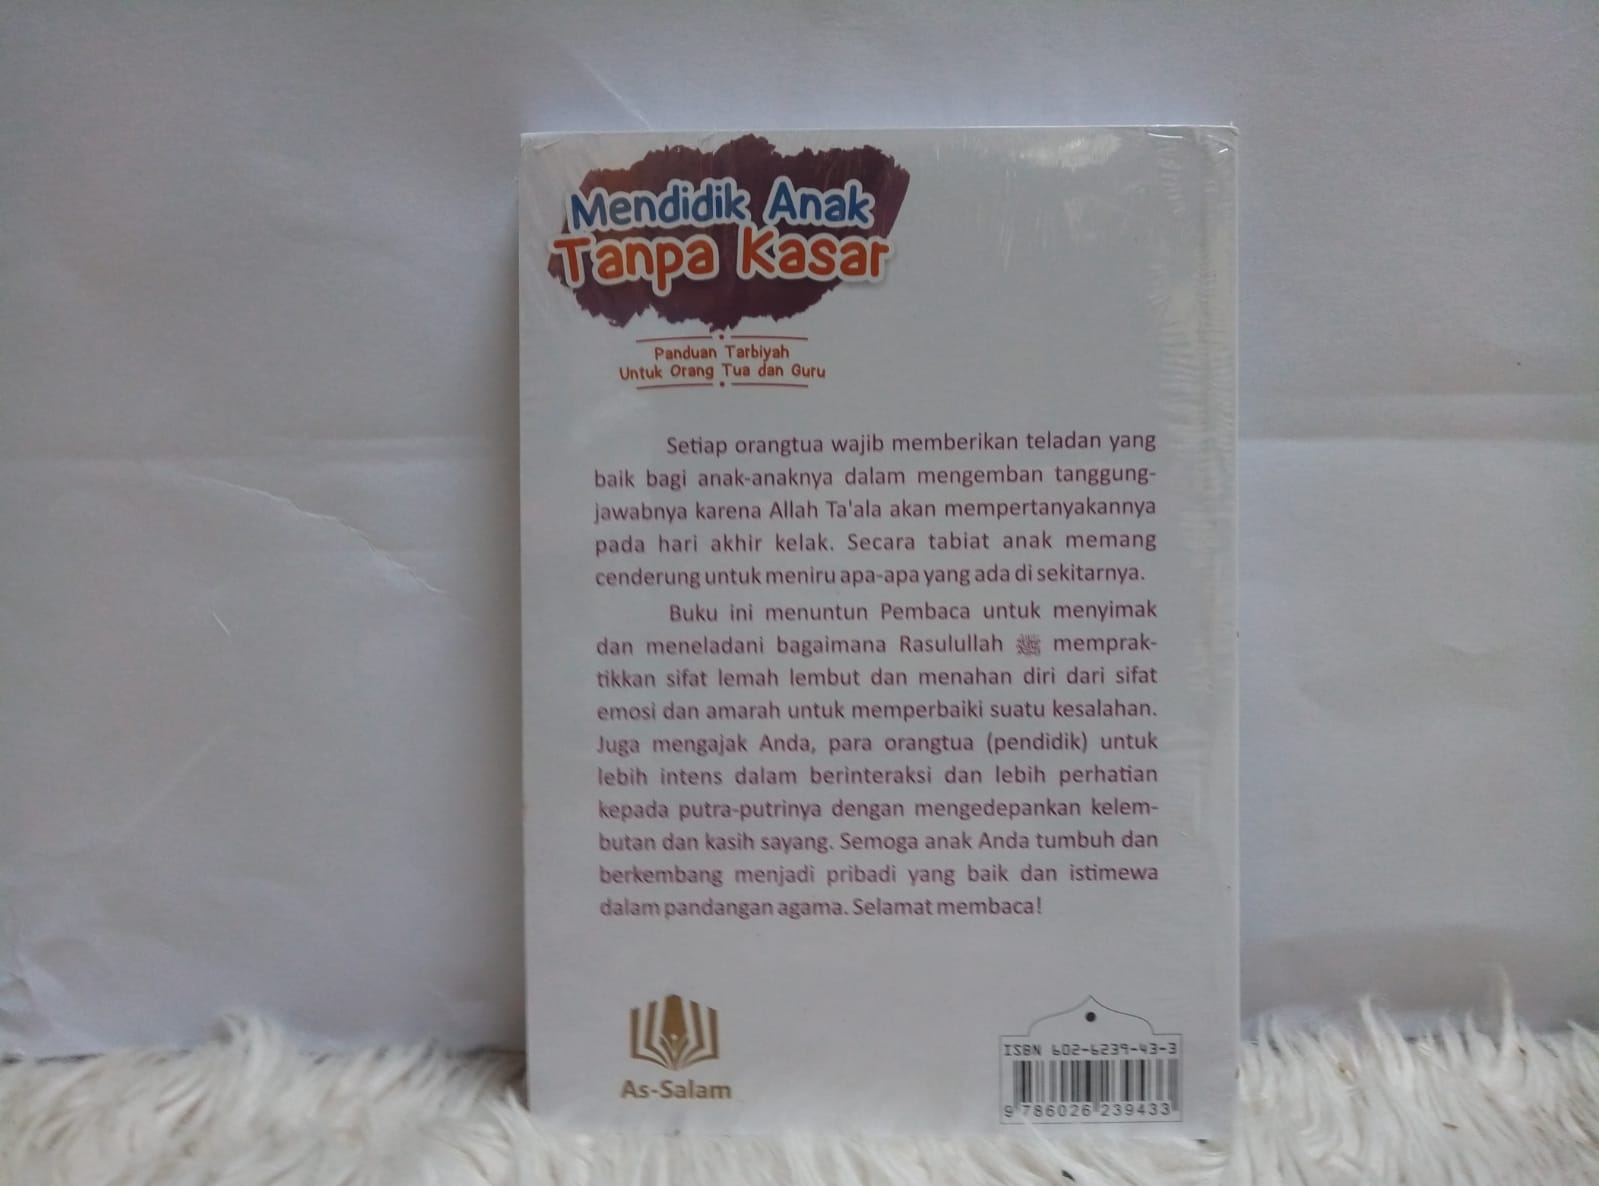 Mendidik Anak
Tanpa Kasar
Panduan Tarbiyah
Untuk Orang Tua dan Guru
Setiap orangtua wajib memberikan teladan yang
baik bagi anak-anaknya dalam mengemban tanggung-
jawabnya karena Allah Ta'ala akan mempertanyakannya
pada hari akhir kelak. Secara tabiat anak memang
cenderung untuk meniru apa-apa yang ada di sekitarnya.
Buku ini menuntun Pembaca untuk menyimak
dan meneladani bagaimana Rasulullah ﷺ memprak-
tikkan sifat lemah lembut dan menahan diri dari sifat
emosi dan amarah untuk memperbaiki suatu kesalahan.
Juga mengajak Anda, para orangtua (pendidik) untuk
lebih intens dalam berinteraksi dan lebih perhatian
kepada putra-putrinya dengan mengedepankan kelem-
butan dan kasih sayang. Semoga anak Anda tumbuh dan
berkembang menjadi pribadi yang baik dan istimewa
dalam pandangan agama. Selamat membaca!
As-Salam
ISBN 602-6239-43-3
9 786026 239433